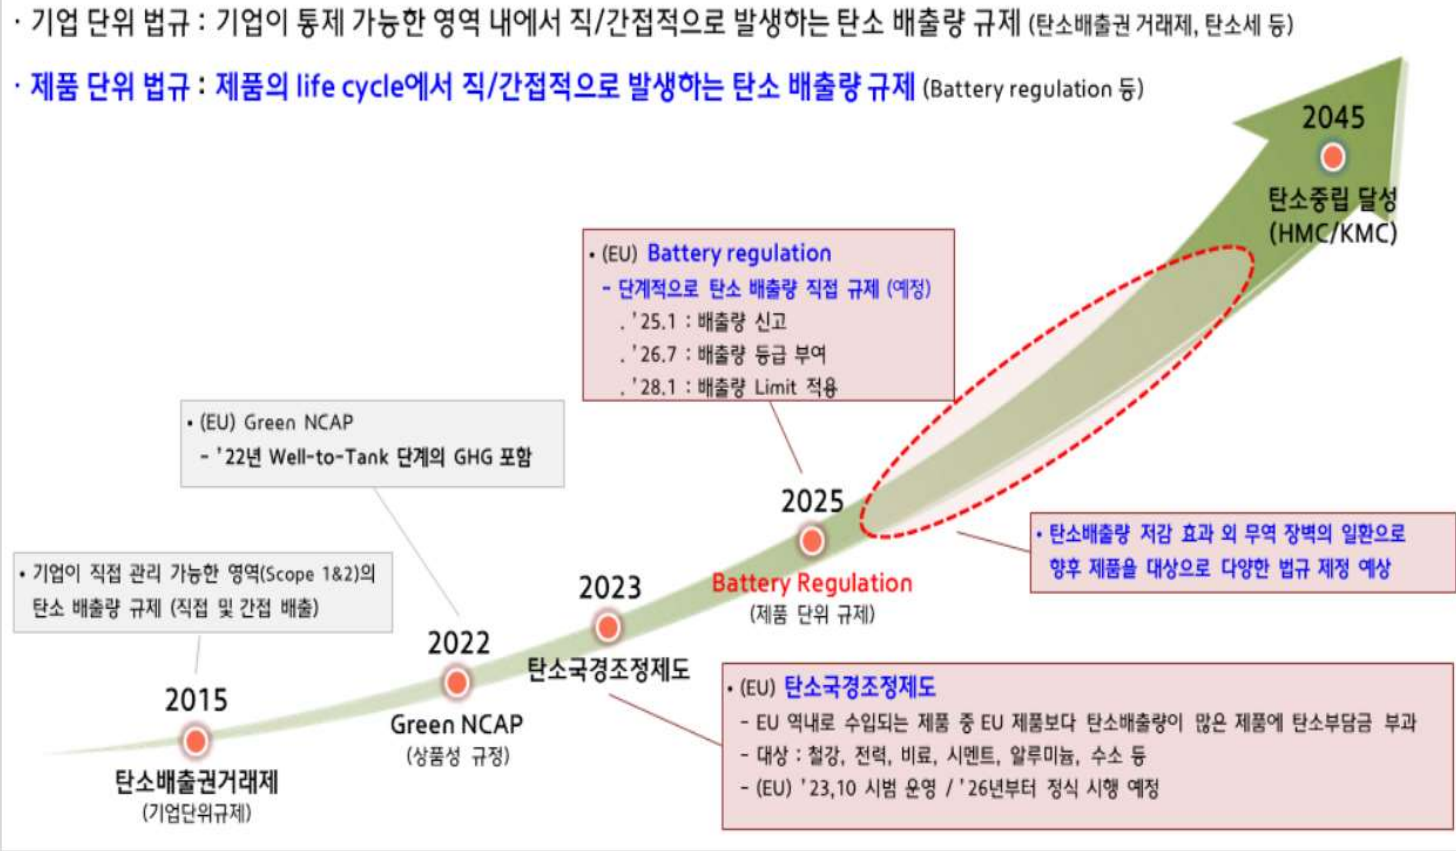 · 기업 단위 법규 : 기업이 통제 가능한 영역 내에서 직/간접적으로 발생하는 탄소 배출량 규제 (탄소배출권 거래제, 탄소세 등)
· 제품 단위 법규 : 제품의 life cycle에서 직/간접적으로 발생하는 탄소 배출량 규제 (Battery regulation 등)
2045
탄소중립 달성
(HMC/KMC)
• (EU) Battery regulation
- 단계적으로 탄소 배출량 직접 규제 (예정)
. '25.1 : 배출량 신고
. '26.7 : 배출량 등급 부여
. '28.1 : 배출량 Limit 적용
• (EU) Green NCAP
- '22년 Well-to-Tank 단계의 GHG 포함
2025
Battery Regulation
(제품 단위 규제)
• 탄소배출량 저감 효과 외 무역 장벽의 일환으로
향후 제품을 대상으로 다양한 법규 제정 예상
• 기업이 직접 관리 가능한 영역(Scope 1&2)의
탄소 배출량 규제 (직접 및 간접 배출)
2023
탄소국경조정제도
2022
Green NCAP
(상품성 규정)
2015
탄소배출권거래제
(기업단위규제)
• (EU) 탄소국경조정제도
- EU 역내로 수입되는 제품 중 EU 제품보다 탄소배출량이 많은 제품에 탄소부담금 부과
- 대상 : 철강, 전력, 비료, 시멘트, 알루미늄, 수소 등
- (EU) '23,10 시범 운영 / '26년부터 정식 시행 예정